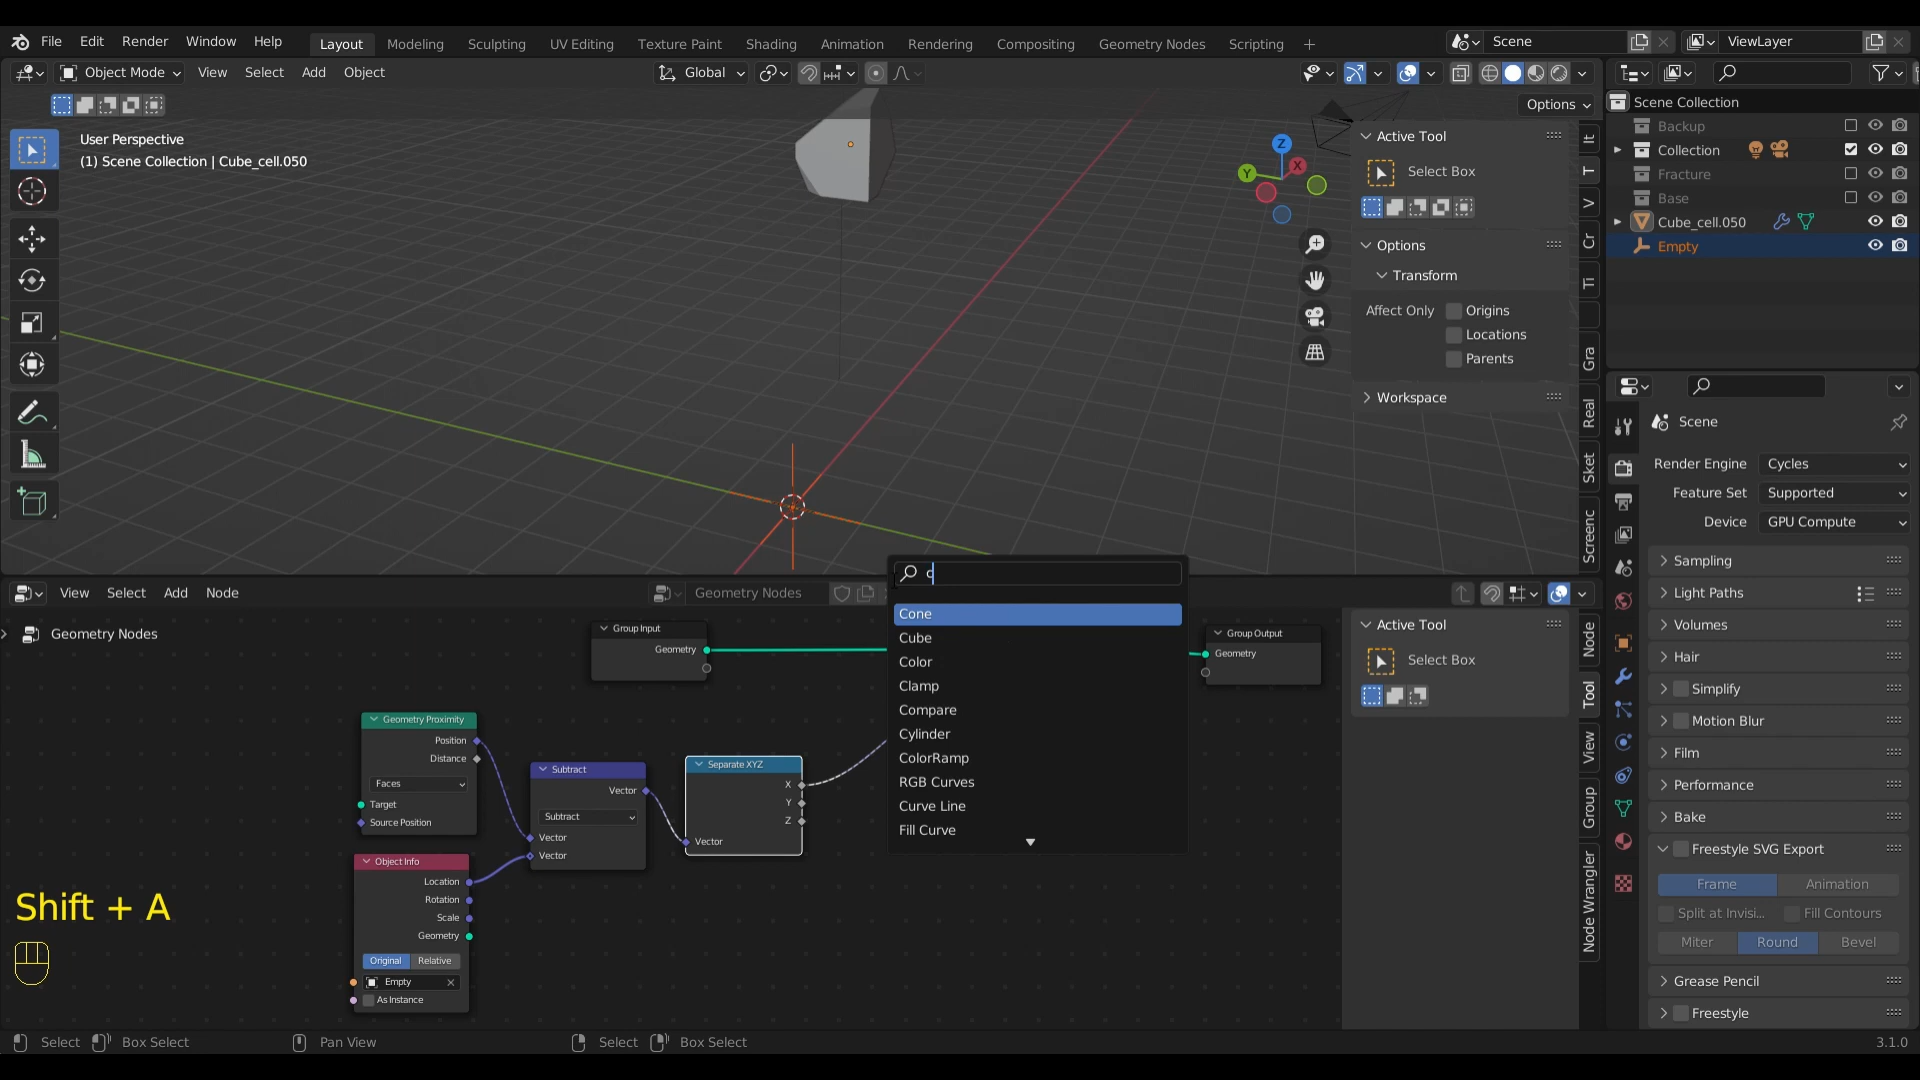 File Edit Render Window Help Layout Modeling Sculpting UV Editing Texture Paint Shading Animation Rendering Compositing Geometry Nodes Scripting + Scene ViewLayer
Object Mode View Select Add Object Global
Options
User Perspective
(1) Scene Collection | Cube_cell.050
Z
X
Y
Active Tool
Select Box
Options
Transform
Affect Only Origins
Locations
Parents
Workspace
It
T
V
Cr
Ti
Gra
Real
Sket
Screenc
Scene Collection
Backup
Collection
Fracture
Base
Cube_cell.050
Empty
Scene
Render Engine Cycles
Feature Set Supported
Device GPU Compute
Sampling
Light Paths
Volumes
Hair
Simplify
Motion Blur
Film
Performance
Bake
Freestyle SVG Export
Frame Animation
Split at Invisi... Fill Contours
Miter Round Bevel
Grease Pencil
Freestyle
View Select Add Node Geometry Nodes
Geometry Nodes
Group Input
Geometry
Geometry Proximity
Position
Distance
Faces
Target
Source Position
Object Info
Location
Rotation
Scale
Geometry
Original Relative
Empty
As Instance
Subtract
Vector
Subtract
Vector
Vector
Separate XYZ
X
Y
Z
Vector
c
Cone
Cube
Color
Clamp
Compare
Cylinder
ColorRamp
RGB Curves
Curve Line
Fill Curve
Group Output
Geometry
Active Tool
Select Box
Node
Tool
View
Group
Node Wrangler
Shift + A
Select Box Select Pan View Select Box Select 3.1.0